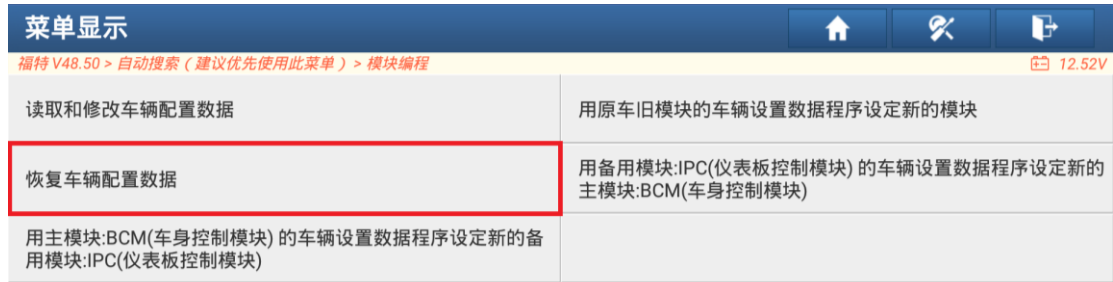 菜单显示
福特 V48.50 > 自动搜索（建议优先使用此菜单）> 模块编程
12.52V
读取和修改车辆配置数据
用原车旧模块的车辆设置数据程序设定新的模块
恢复车辆配置数据
用备用模块:IPC(仪表板控制模块) 的车辆设置数据程序设定新的
主模块:BCM(车身控制模块)
用主模块:BCM(车身控制模块) 的车辆设置数据程序设定新的备
用模块:IPC(仪表板控制模块)